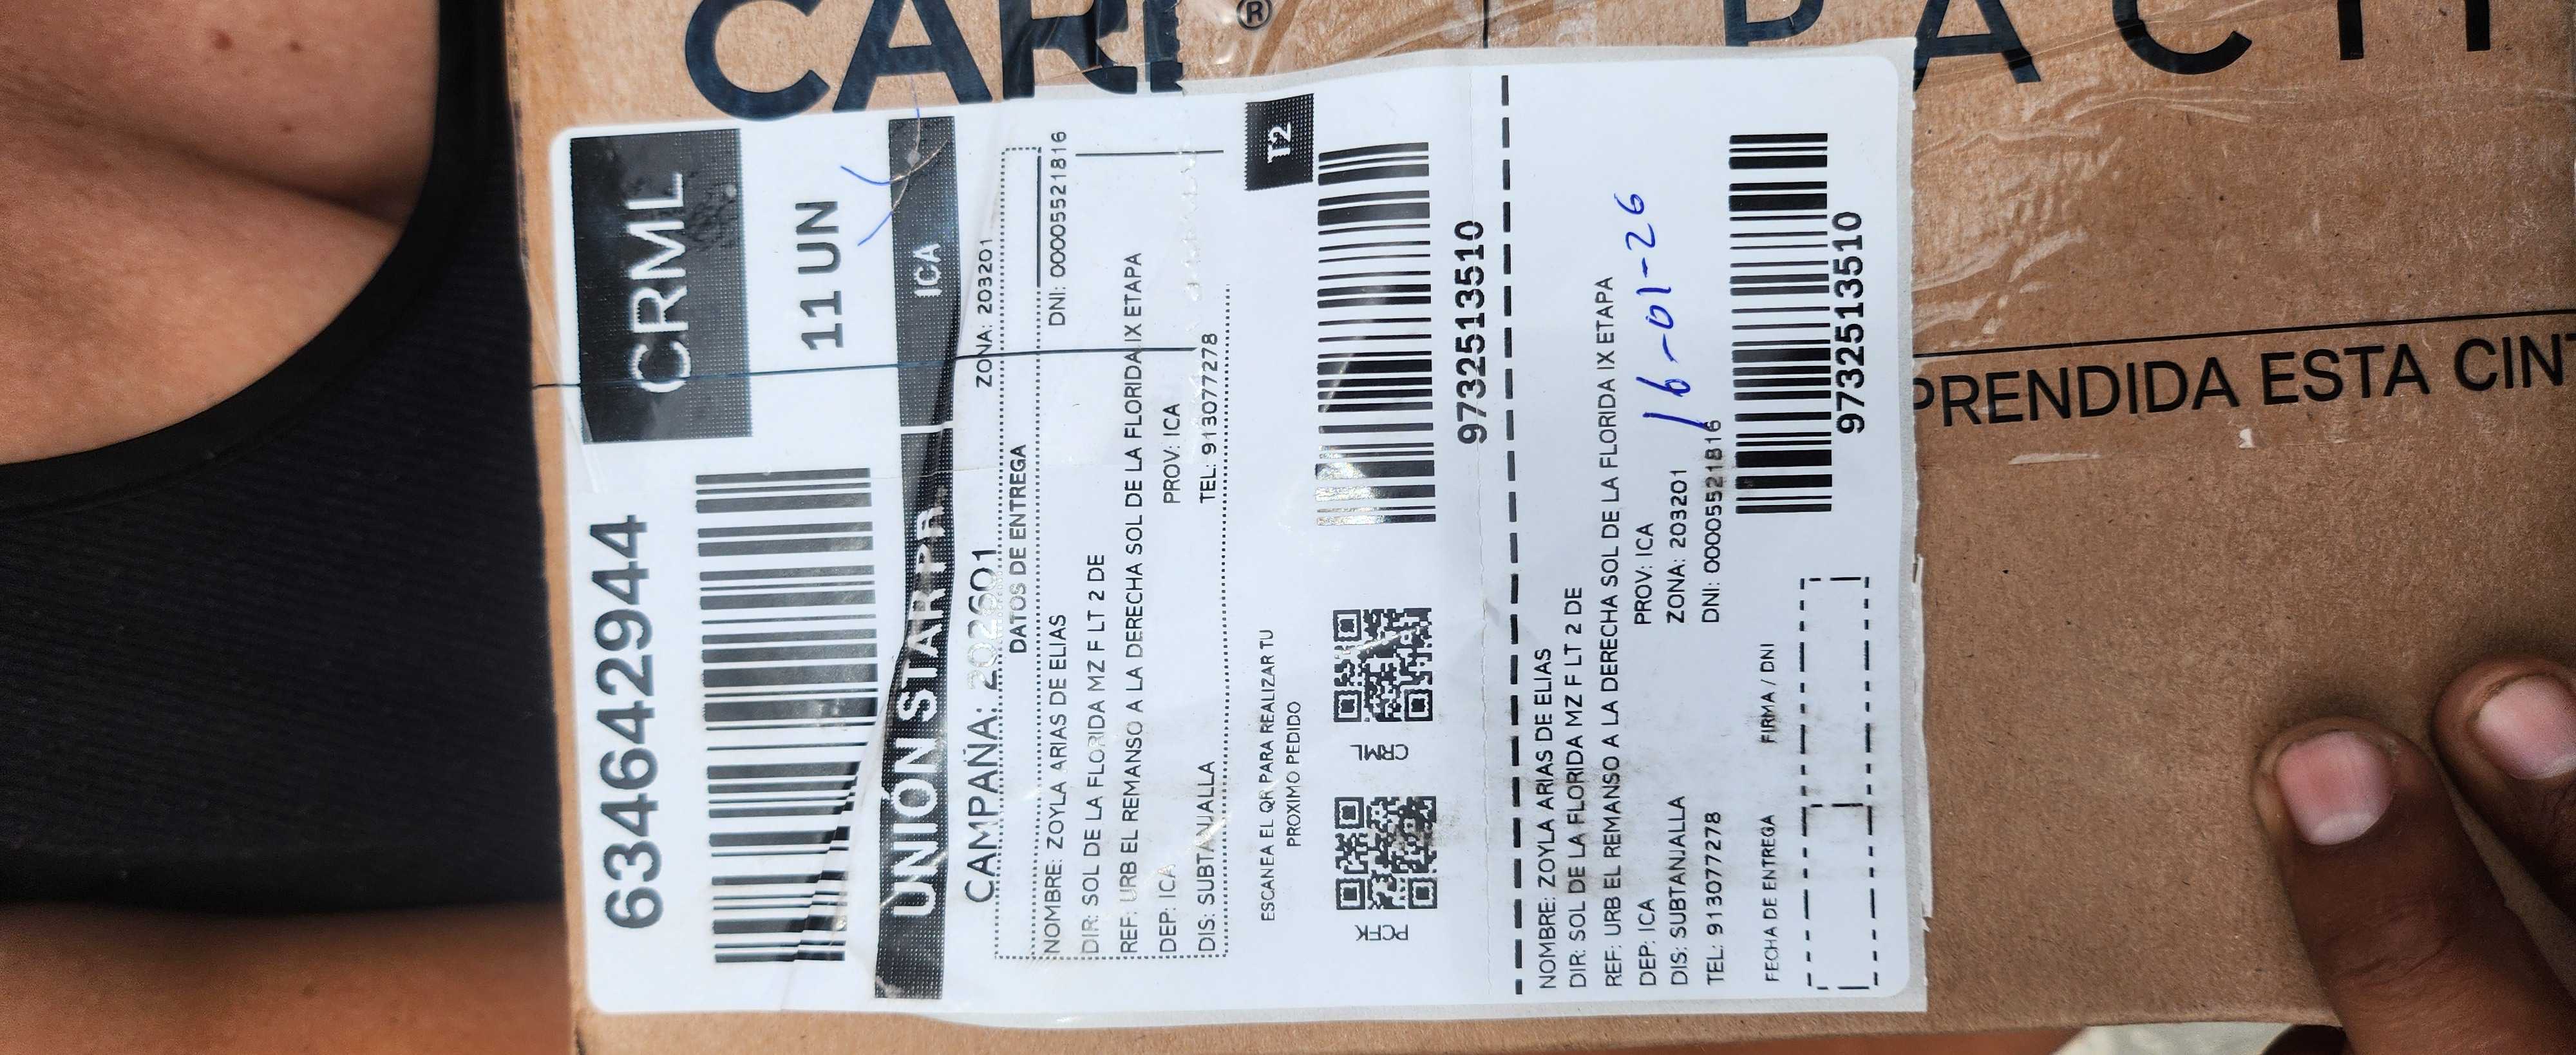 CARI ®
PACTI
634642944
CRML
11 UN
UNIÓN STAR PR.
ICA
CAMPAÑA: 202601
ZONA: 203201
DATOS DE ENTREGA
NOMBRE: ZOYLA ARIAS DE ELIAS
DNI: 0000552181816
DIR: SOL DE LA FLORIDA MZ F LT 2 DE
REF: URB EL REMANSO A LA DERECHA SOL DE LA FLORIDA IX ETAPA
DEP: ICA
PROV: ICA
DIS: SUBTANJALLA
TEL: 913077278
T2
ESCANEA EL QR PARA REALIZAR TU
PROXIMO PEDIDO
PCFK
CRML
9732513510
NOMBRE: ZOYLA ARIAS DE ELIAS
DIR: SOL DE LA FLORIDA MZ F LT 2 DE
REF: URB EL REMANSO A LA DERECHA SOL DE LA FLORIDA IX ETAPA
DEP: ICA
PROV: ICA
16-01-26
DIS: SUBTANJALLA
ZONA: 203201
TEL: 913077278
DNI: 00005521816
FECHA DE ENTREGA
FIRMA / DNI
9732513510
PRENDIDA ESTA CINT